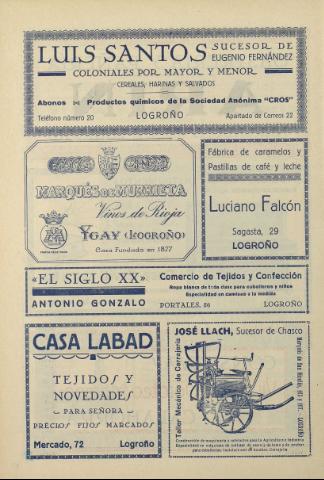 LUIS SANTOS SUCESOR DE
EUGENIO FERNÁNDEZ
COLONIALES POR MAYOR Y MENOR
CEREALES, HARINAS Y SALVADOS
Abonos Productos químicos de la Sociedad Anónima "CROS"
Teléfono número 20 LOGROÑO Apartado de Correos 22
MARQUÉS DE MURRIETA
Vinos de Rioja
YGAY (LOGROÑO)
Casa Fundada en 1877
Fábrica de caramelos y
Pastillas de café y leche
Luciano Falcón
Sagasta, 29
LOGROÑO
«EL SIGLO XX»
ANTONIO GONZALO
Comercio de Tejidos y Confección
Ropa blanca de todas clases para caballeros y niños
Especialidad en camisas a la medida
PORTALES, 86 LOGROÑO
CASA LABAD
TEJIDOS Y
NOVEDADES
PARA SEÑORA
PRECIOS FIJOS MARCADOS
Mercado, 72 Logroño
JOSÉ LLACH, Sucesor de Chasco
Taller Mecánico de Cerrajería
LOGROÑO